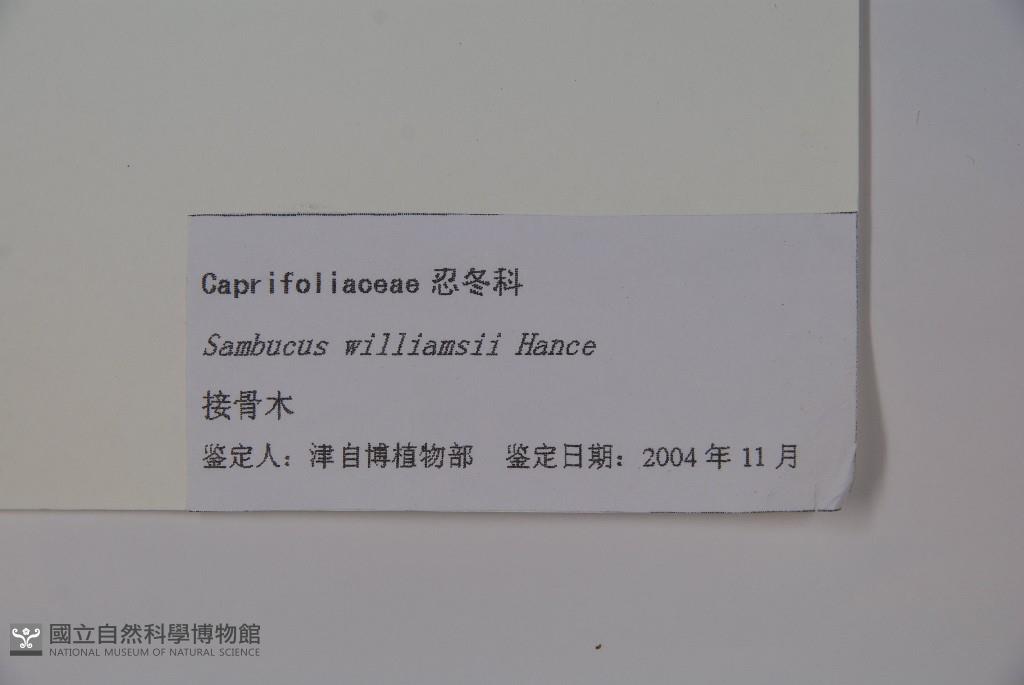 Caprifoliaceae 忍冬科
Sambucus williamsii Hance
接骨木
鉴定人：津自博植物部 鉴定日期：2004 年 11 月
國立自然科學博物館
NATIONAL MUSEUM OF NATURAL SCIENCE